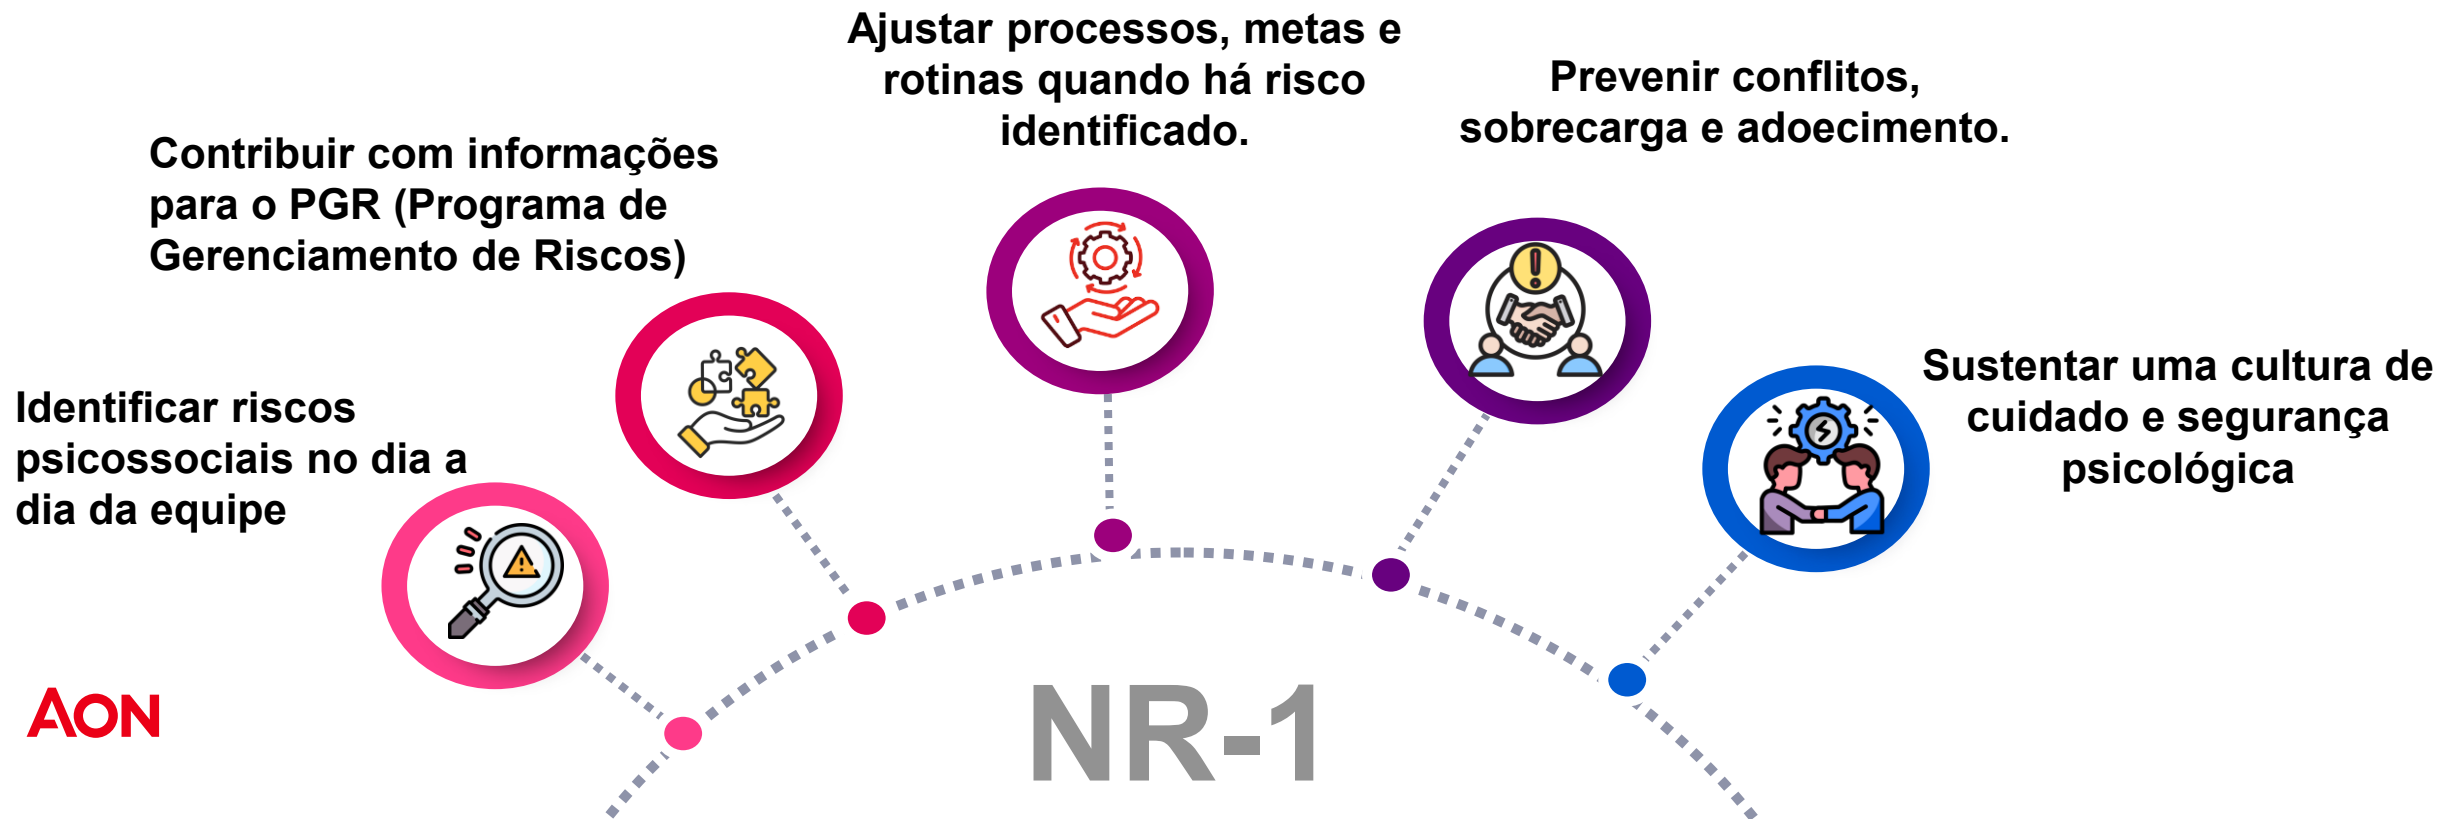 Identificar riscos
psicossociais no dia a
dia da equipe
Contribuir com informações
para o PGR (Programa de
Gerenciamento de Riscos)
Ajustar processos, metas e
rotinas quando há risco
identificado.
Prevenir conflitos,
sobrecarga e adoecimento.
Sustentar uma cultura de
cuidado e segurança
psicológica
NR-1
AON